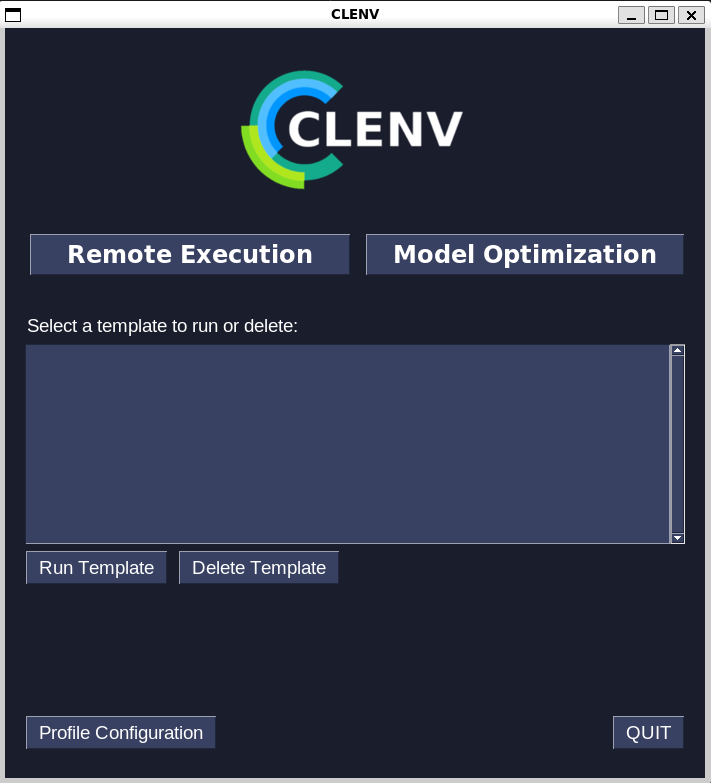 CLENV
CLENV
Remote Execution
Model Optimization
Select a template to run or delete:
Run Template
Delete Template
Profile Configuration
QUIT